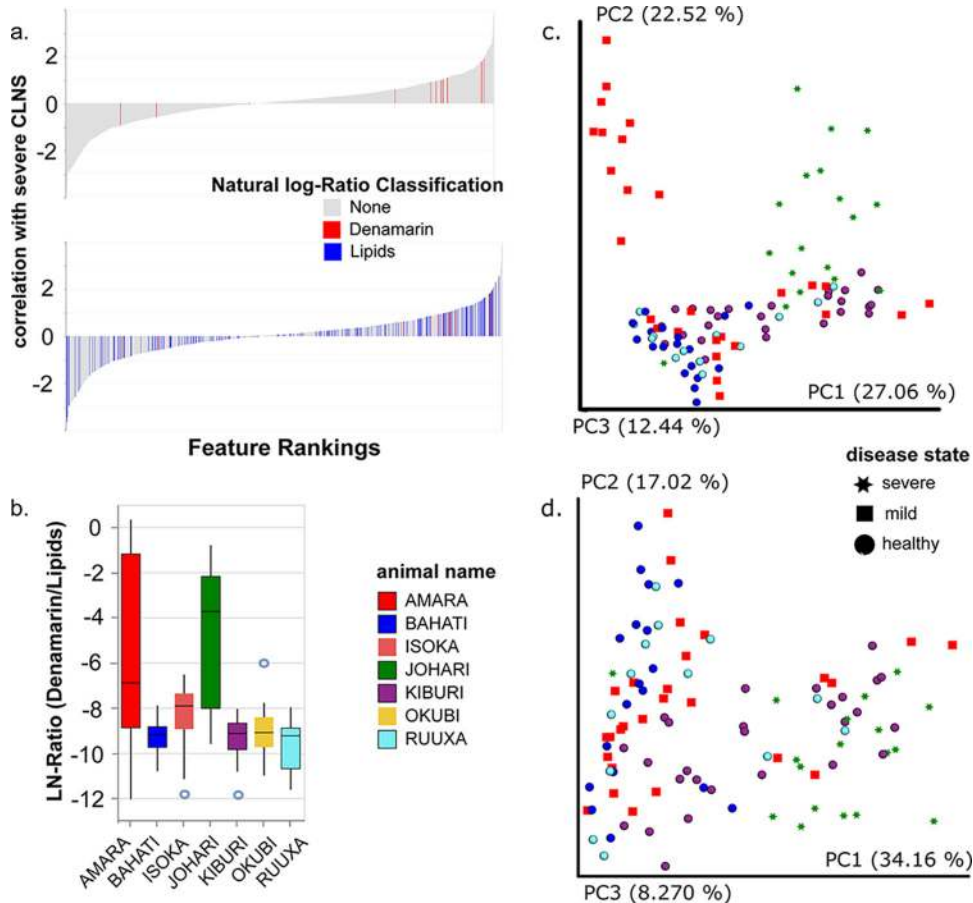 a.
correlation with severe CLNS
2
0
-2
Natural log-Ratio Classification
None
Denamarin
Lipids
2
0
-2
Feature Rankings
b.
LN-Ratio (Denamarin/Lipids)
0
-2
-4
-6
-8
-10
-12
AMARA
BAHATI
ISOKA
JOHARI
KIBURI
OKUBI
RUUXA
animal name
AMARA
BAHATI
ISOKA
JOHARI
KIBURI
OKUBI
RUUXA
c.
PC2 (22.52 %)
PC1 (27.06 %)
PC3 (12.44 %)
disease state
severe
mild
healthy
d.
PC2 (17.02 %)
PC1 (34.16 %)
PC3 (8.270 %)